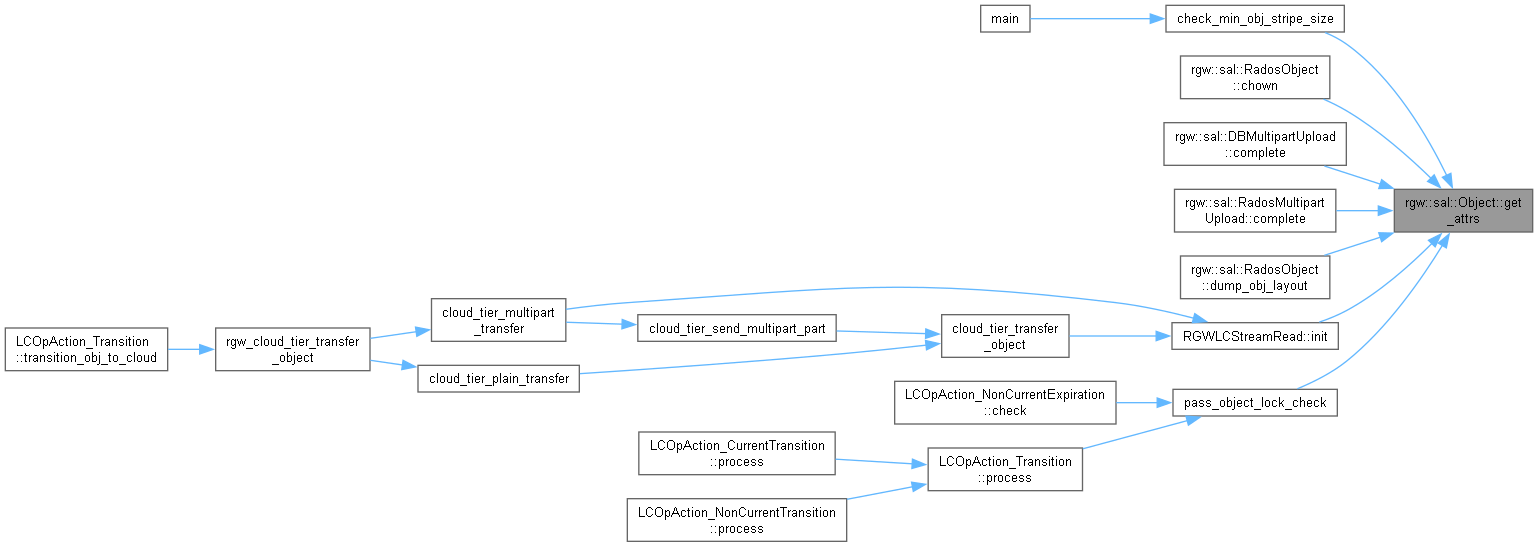 main
check_min_obj_stripe_size
rgw::sal::RadosObject
::chown
rgw::sal::DBMultipartUpload
::complete
rgw::sal::Object::get
_attrs
rgw::sal::RadosMultipart
Upload::complete
rgw::sal::RadosObject
::dump_obj_layout
cloud_tier_multipart
_transfer
cloud_tier_send_multipart_part
cloud_tier_transfer
_object
RGWLCStreamRead::init
LCOpAction_Transition
::transition_obj_to_cloud
rgw_cloud_tier_transfer
_object
cloud_tier_plain_transfer
LCOpAction_NonCurrentExpiration
::check
pass_object_lock_check
LCOpAction_CurrentTransition
::process
LCOpAction_Transition
::process
LCOpAction_NonCurrentTransition
::process